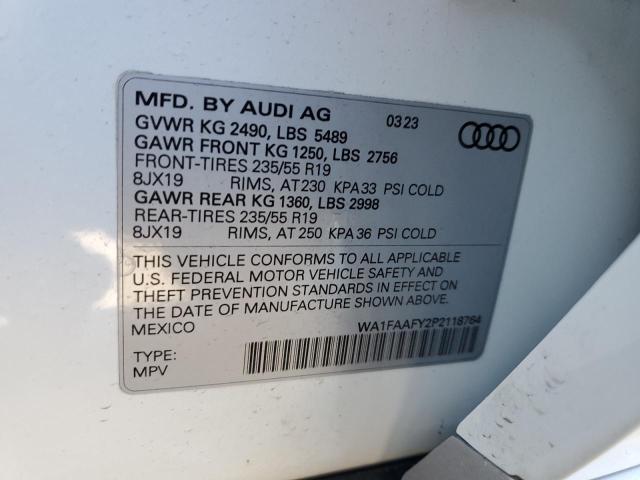 MFD. BY AUDI AG 03 23
GVWR KG 2490, LBS 5489
GAWR FRONT KG 1250, LBS 2756
FRONT-TIRES 235/55 R19
8JX19 RIMS, AT 230 KPA 33 PSI COLD
GAWR REAR KG 1360, LBS 2998
REAR-TIRES 235/55 R19
8JX19 RIMS, AT 250 KPA 36 PSI COLD
THIS VEHICLE CONFORMS TO ALL APPLICABLE
U.S. FEDERAL MOTOR VEHICLE SAFETY AND
THEFT PREVENTION STANDARDS IN EFFECT ON
THE DATE OF MANUFACTURE SHOWN ABOVE.
MEXICO WA1FAAFY2P2118764
TYPE:
MPV